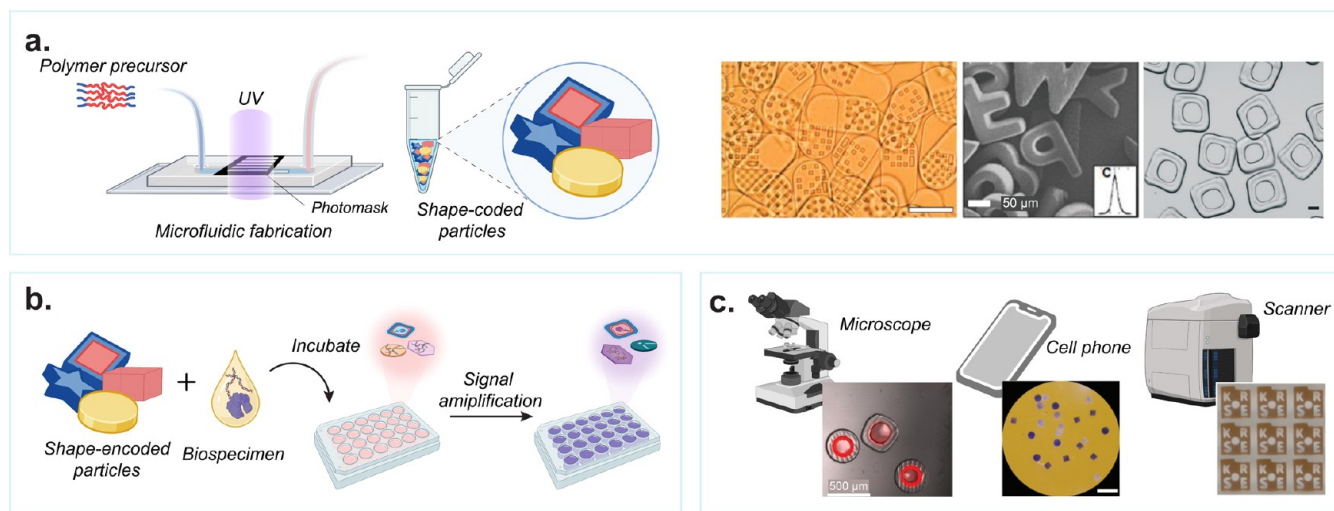 a.
Polymer precursor
UV
Photomask
Microfluidic fabrication
Shape-coded
particles
E
P
C
50 µm
b.
Incubate
Signal
amiplification
Shape-encoded
particles
Biospecimen
c.
Microscope
Cell phone
Scanner
500 µm
K R
S E
K R
S E
K R
S E
K R
S E
K R
S E
K R
S E
K R
S E
K R
S E
K R
S E